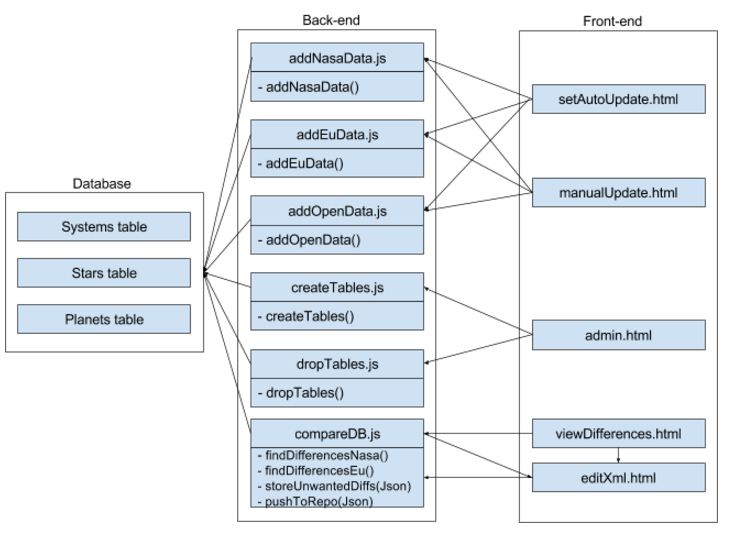 Database
Systems table
Stars table
Planets table
Back-end
addNasaData.js
- addNasaData()
addEuData.js
- addEuData()
addOpenData.js
- addOpenData()
createTables.js
- createTables()
dropTables.js
- dropTables()
compareDB.js
- findDifferencesNasa()
- findDifferencesEu()
- storeUnwantedDiffs(Json)
- pushToRepo(Json)
Front-end
setAutoUpdate.html
manualUpdate.html
admin.html
viewDifferences.html
editXml.html